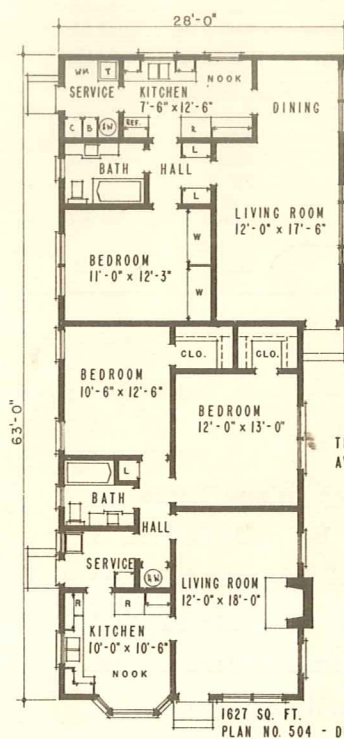 28'-0"
WM T
NOOK
SERVICE
KITCHEN
7'-6" x 12'-6"
DINING
C B
REF.
R
L
BATH
HALL
L
LIVING ROOM
12'-0" x 17'-6"
W
BEDROOM
11'-0" x 12'-3"
W
63'-0"
CLO.
CLO.
BEDROOM
10'-6" x 12'-6"
BEDROOM
12'-0" x 13'-0"
T
A
L
BATH
HALL
SERVICE
LIVING ROOM
12'-0" x 18'-0"
R
R
KITCHEN
10'-0" x 10'-6"
NOOK
1627 SQ. FT.
PLAN NO. 504 - D